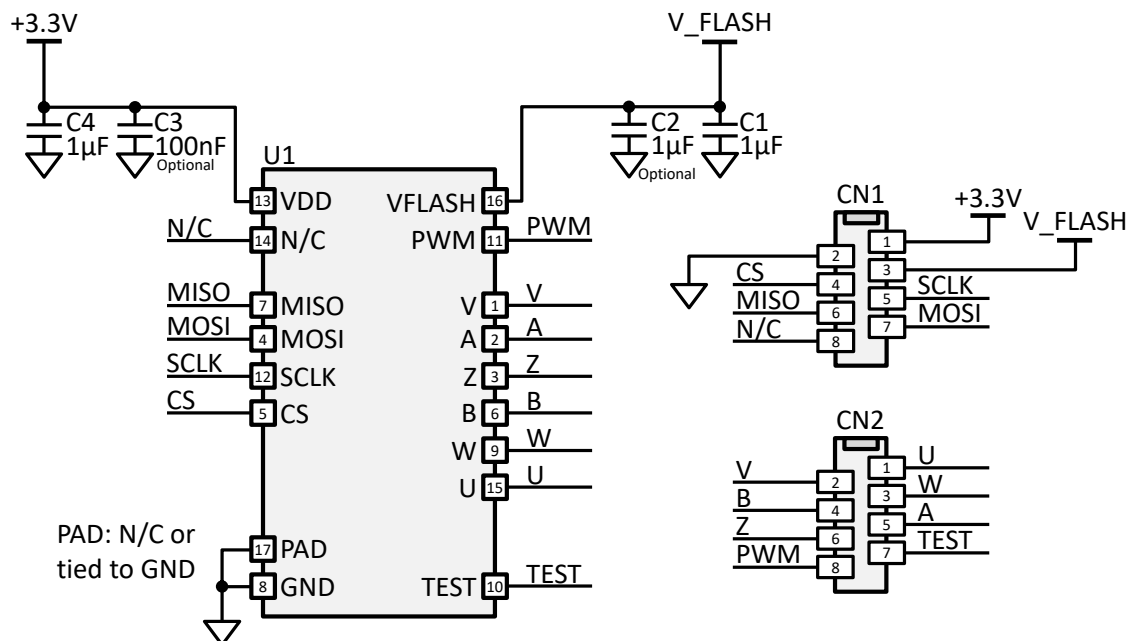 +3.3V
V_FLASH
C4
1µF
C3
100nF
Optional
C2
1µF
Optional
C1
1µF
U1
13 VDD
VFLASH 16
N/C 14 N/C
PWM 11 PWM
MISO 7 MISO
V 1 V
MOSI 4 MOSI
A 2 A
SCLK 12 SCLK
Z 3 Z
CS 5 CS
B 6 B
W 9 W
U 15 U
PAD: N/C or
tied to GND
17 PAD
8 GND
TEST 10 TEST
CN1
+3.3V
V_FLASH
1
2
3
CS 4
5 SCLK
MISO 6
7 MOSI
N/C 8
CN2
1 U
V 2
3 W
B 4
5 A
Z 6
7 TEST
PWM 8